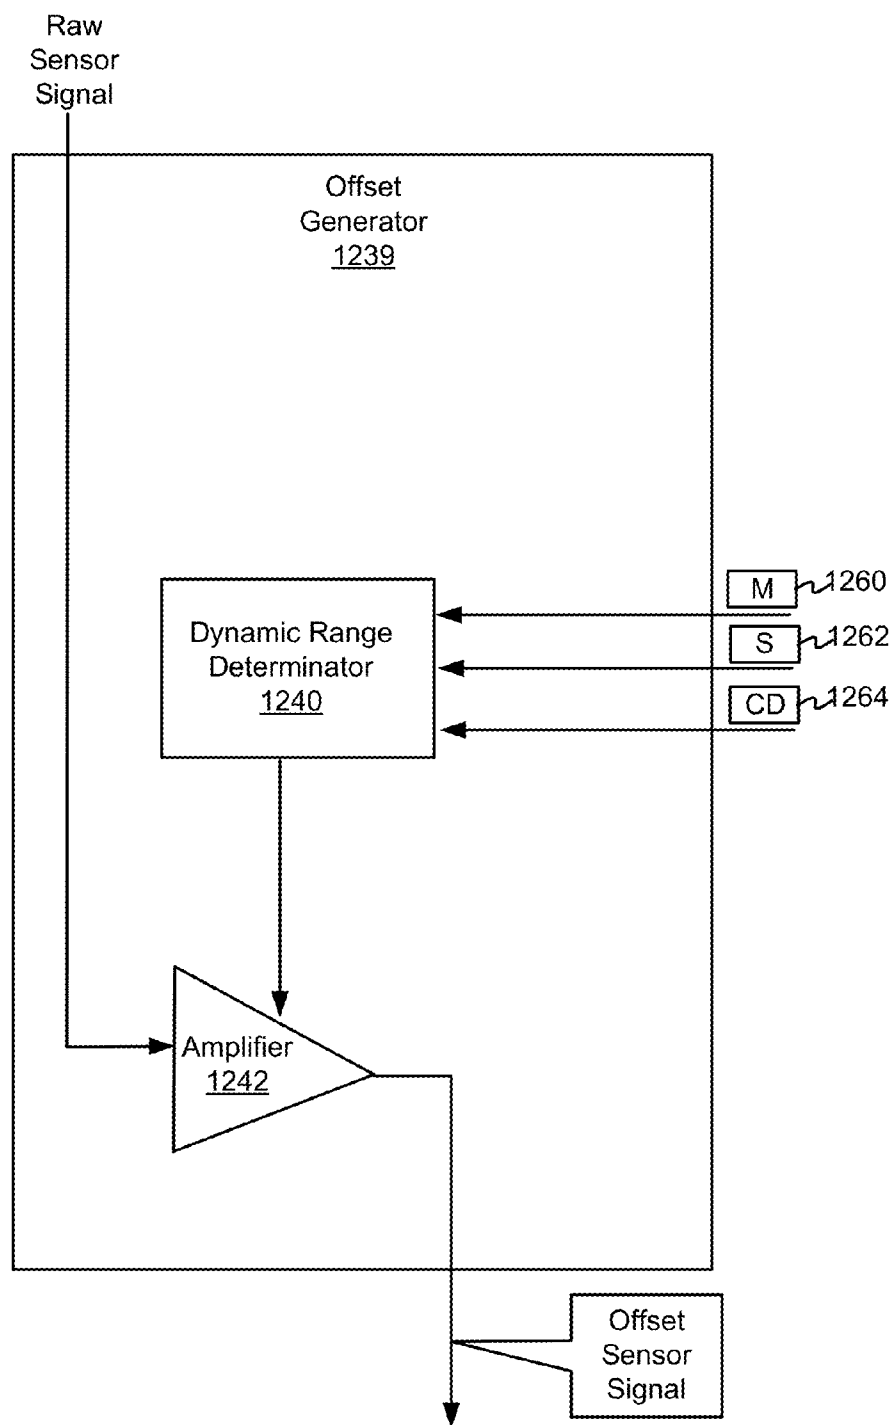 Raw
Sensor
Signal
Offset
Generator
1239
M
1260
Dynamic Range
Determinator
1240
S
1262
CD
1264
Amplifier
1242
Offset
Sensor
Signal